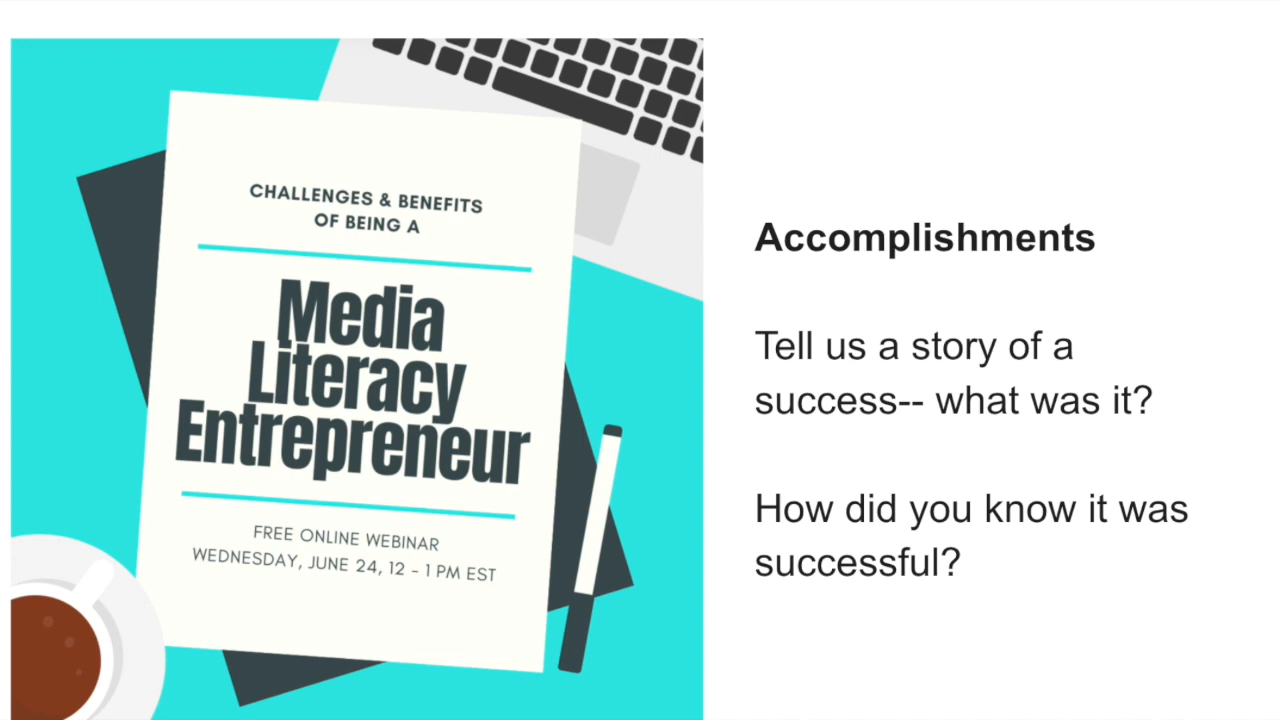 CHALLENGES & BENEFITS
OF BEING A
Media
Literacy
Entrepreneur
FREE ONLINE WEBINAR
WEDNESDAY, JUNE 24, 12 - 1 PM EST
Accomplishments
Tell us a story of a
success-- what was it?
How did you know it was
successful?